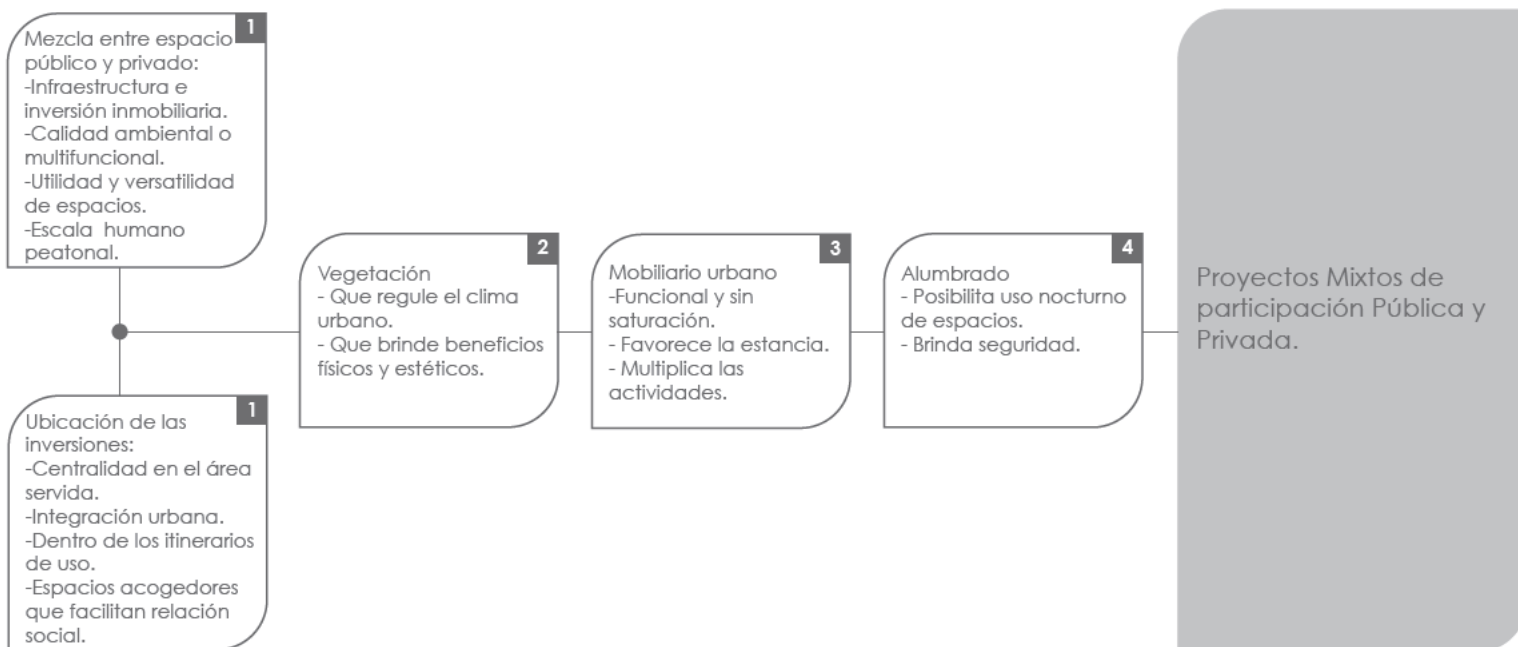 1
Mezcla entre espacio
público y privado:
-Infraestructura e
inversión inmobiliaria.
-Calidad ambiental o
multifuncional.
-Utilidad y versatilidad
de espacios.
-Escala humano
peatonal.
1
Ubicación de las
inversiones:
-Centralidad en el área
servida.
-Integración urbana.
-Dentro de los itinerarios
de uso.
-Espacios acogedores
que facilitan relación
social.
2
Vegetación
- Que regule el clima
urbano.
- Que brinde beneficios
físicos y estéticos.
3
Mobiliario urbano
-Funcional y sin
saturación.
- Favorece la estancia.
- Multiplica las
actividades.
4
Alumbrado
- Posibilita uso nocturno
de espacios.
- Brinda seguridad.
Proyectos Mixtos de
participación Pública y
Privada.